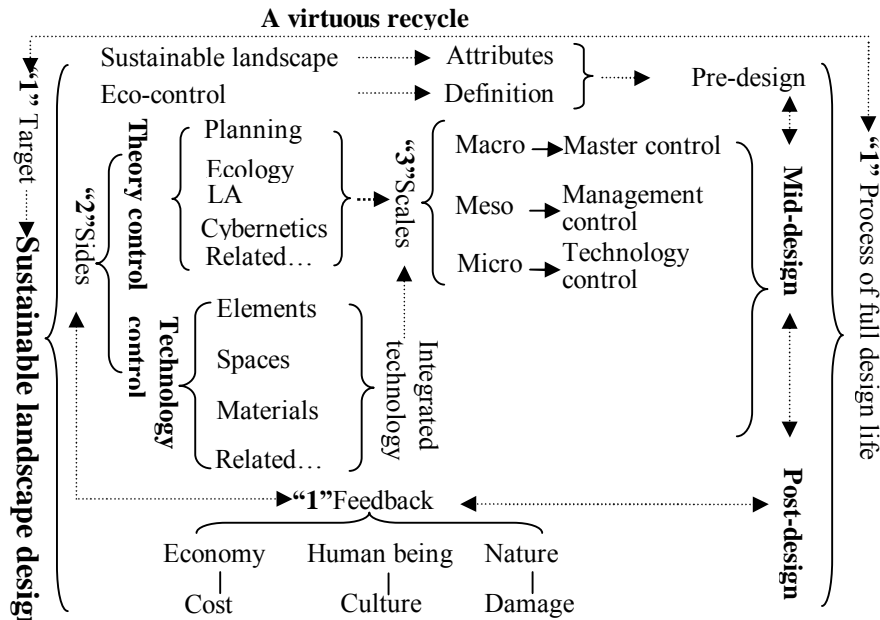 A virtuous recycle
Sustainable landscape
Attributes
Eco-control
Definition
Pre-design
“1” Target
Sustainable landscape design
“2”Sides
Theory control
Planning
Ecology
LA
Cybernetics
Related…
Technology
control
Elements
Spaces
Materials
Related…
Integrated
technology
“3”Scales
Macro
Master control
Meso
Management
control
Micro
Technology
control
Mid-design
Post-design
“1” Process of full design life
“1”Feedback
Economy
Human being
Nature
Cost
Culture
Damage